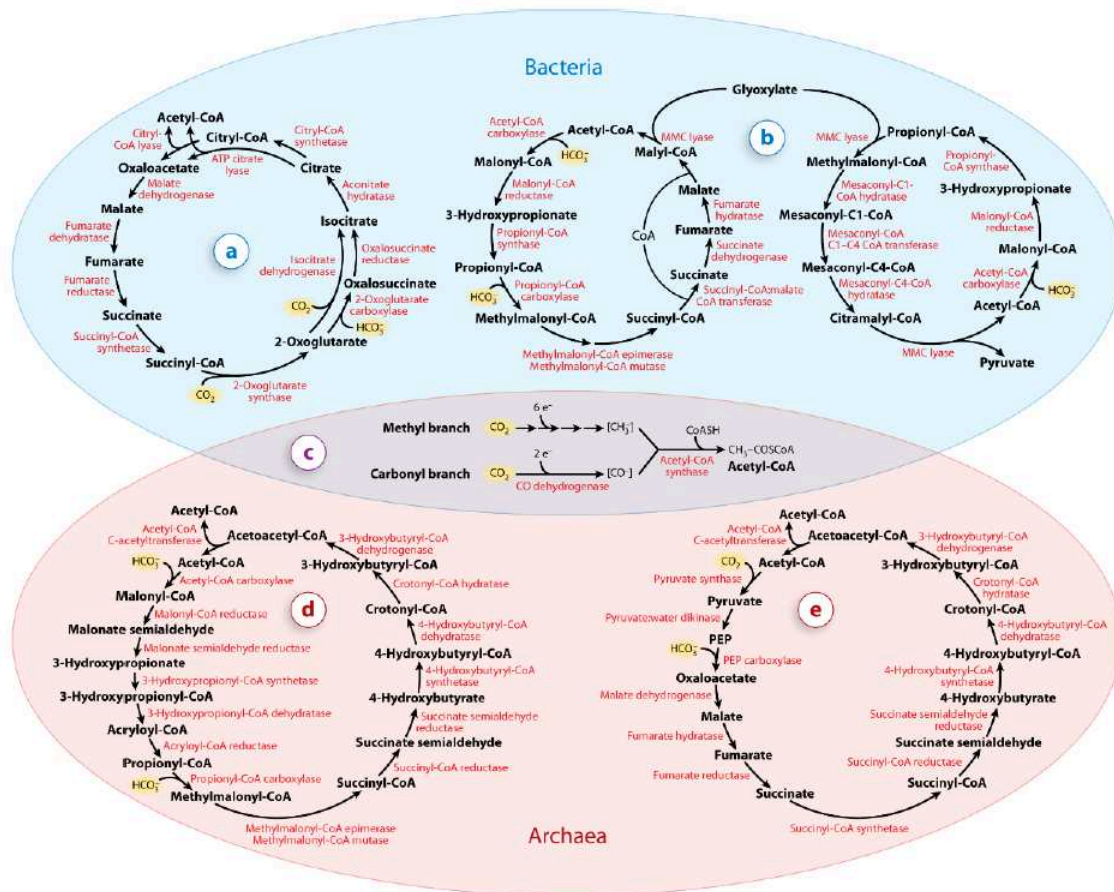 Bacteria
a
Acetyl-CoA
Citryl-
CoA lyase
Citryl-CoA
Citryl-CoA
synthetase
Oxaloacetate
ATP citrate
lyase
Citrate
Malate
dehydrogenase
Aconitate
hydratase
Malate
Isocitrate
Fumarate
dehydratase
Isocitrate
dehydrogenase
Oxalosuccinate
reductase
Fumarate
Oxalosuccinate
Fumarate
reductase
CO2
2-Oxoglutarate
carboxylase
Succinate
HCO3-
2-Oxoglutarate
Succinyl-CoA
synthetase
Succinyl-CoA
CO2
2-Oxoglutarate
synthase
b
Glyoxylate
Acetyl-CoA
carboxylase
Acetyl-CoA
MMC lyase
HCO3-
Malyl-CoA
Malonyl-CoA
Malonyl-CoA
reductase
Malate
Fumarate
hydratase
3-Hydroxypropionate
CoA
Fumarate
Propionyl-CoA
synthase
Succinate
dehydrogenase
Propionyl-CoA
Succinate
HCO3-
Propionyl-CoA
carboxylase
Succinyl-CoA:malate
CoA transferase
Methylmalonyl-CoA
Succinyl-CoA
Methylmalonyl-CoA epimerase
Methylmalonyl-CoA mutase
MMC lyase
Propionyl-CoA
Methylmalonyl-CoA
Propionyl-
CoA synthase
Mesaconyl-C1-
CoA hydratase
3-Hydroxypropionate
Mesaconyl-C1-CoA
Malonyl-CoA
reductase
Mesaconyl-CoA
C1–C4 CoA transferase
Malonyl-CoA
Mesaconyl-C4-CoA
Acetyl-CoA
carboxylase
HCO3-
Mesaconyl-C4-CoA
hydratase
Acetyl-CoA
Citramalyl-CoA
MMC lyase
Pyruvate
c
Methyl branch
CO2
6 e-
[CH3-]
CoASH
CH3–COSCoA
Acetyl-CoA
Acetyl-CoA
synthase
Carbonyl branch
CO2
2 e-
[CO-]
CO dehydrogenase
d
Acetyl-CoA
Acetyl-CoA
C-acetyltransferase
Acetoacetyl-CoA
3-Hydroxybutyryl-CoA
dehydrogenase
HCO3-
Acetyl-CoA
3-Hydroxybutyryl-CoA
Acetyl-CoA carboxylase
Crotonyl-CoA hydratase
Malonyl-CoA
Malonyl-CoA reductase
Crotonyl-CoA
Malonate semialdehyde
4-Hydroxybutyryl-CoA
dehydratase
Malonate semialdehyde reductase
4-Hydroxybutyryl-CoA
3-Hydroxypropionate
3-Hydroxypropionyl-CoA synthetase
4-Hydroxybutyryl-CoA
synthetase
3-Hydroxypropionyl-CoA
4-Hydroxybutyrate
3-Hydroxypropionyl-CoA dehydratase
Succinate semialdehyde
reductase
Acryloyl-CoA
Acryloyl-CoA reductase
Succinate semialdehyde
Propionyl-CoA
Succinyl-CoA reductase
HCO3-
Propionyl-CoA carboxylase
Succinyl-CoA
Methylmalonyl-CoA
Methylmalonyl-CoA epimerase
Methylmalonyl-CoA mutase
e
Acetyl-CoA
Acetyl-CoA
C-acetyltransferase
Acetoacetyl-CoA
3-Hydroxybutyryl-CoA
dehydrogenase
CO2
Acetyl-CoA
3-Hydroxybutyryl-CoA
Pyruvate synthase
Crotonyl-CoA
hydratase
Pyruvate
Crotonyl-CoA
Pyruvate:water dikinase
4-Hydroxybutyryl-CoA
dehydratase
PEP
HCO3-
PEP carboxylase
4-Hydroxybutyryl-CoA
Oxaloacetate
4-Hydroxybutyryl-CoA
synthetase
Malate dehydrogenase
4-Hydroxybutyrate
Malate
Succinate semialdehyde
reductase
Fumarate hydratase
Succinate semialdehyde
Fumarate
Succinyl-CoA reductase
Fumarate reductase
Succinyl-CoA
Succinate
Succinyl-CoA synthetase
Archaea